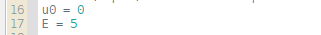 16 u0 = 0
17 E = 5